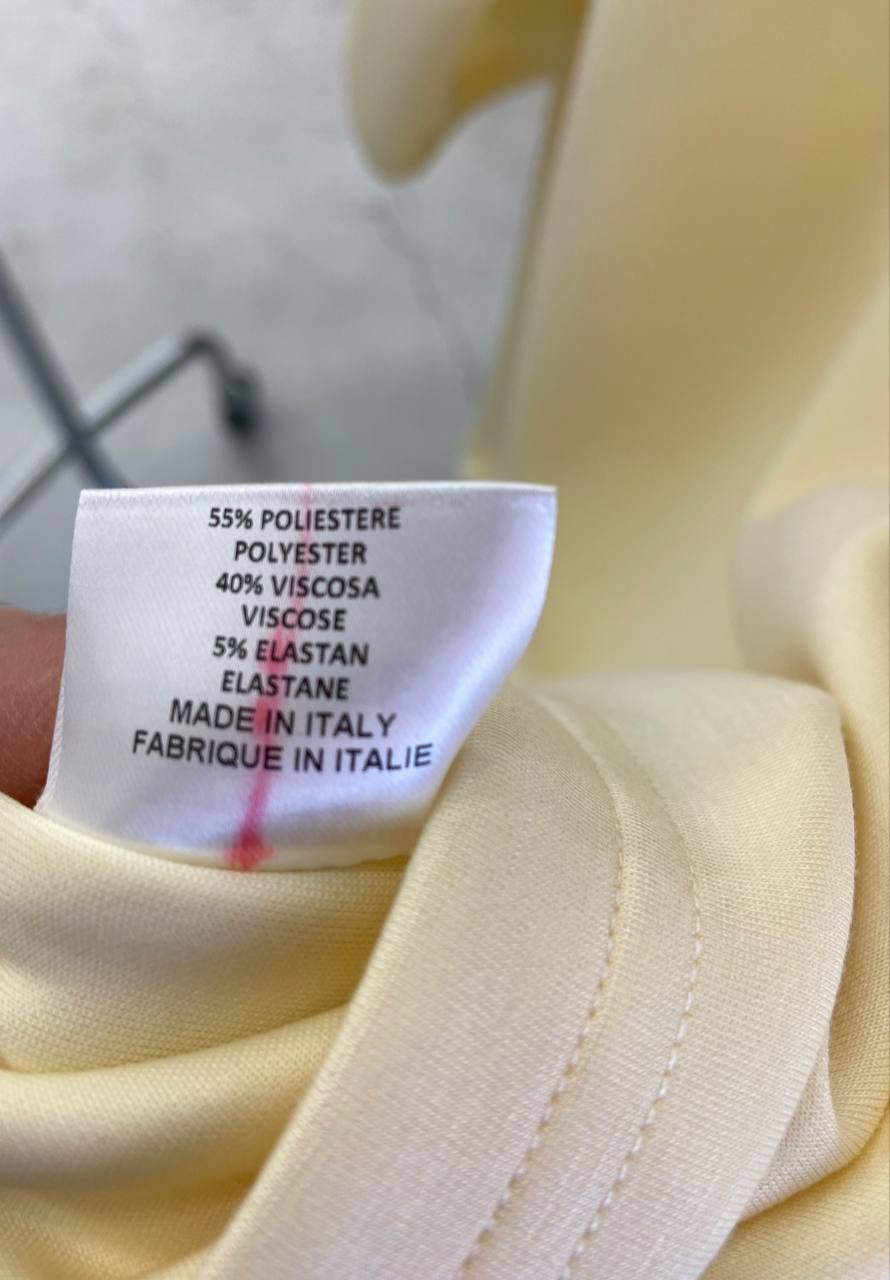 55% POLIESTERE
POLYESTER
40% VISCOSA
VISCOSE
5% ELASTAN
ELASTANE
MADE IN ITALY
FABRIQUE IN ITALIE